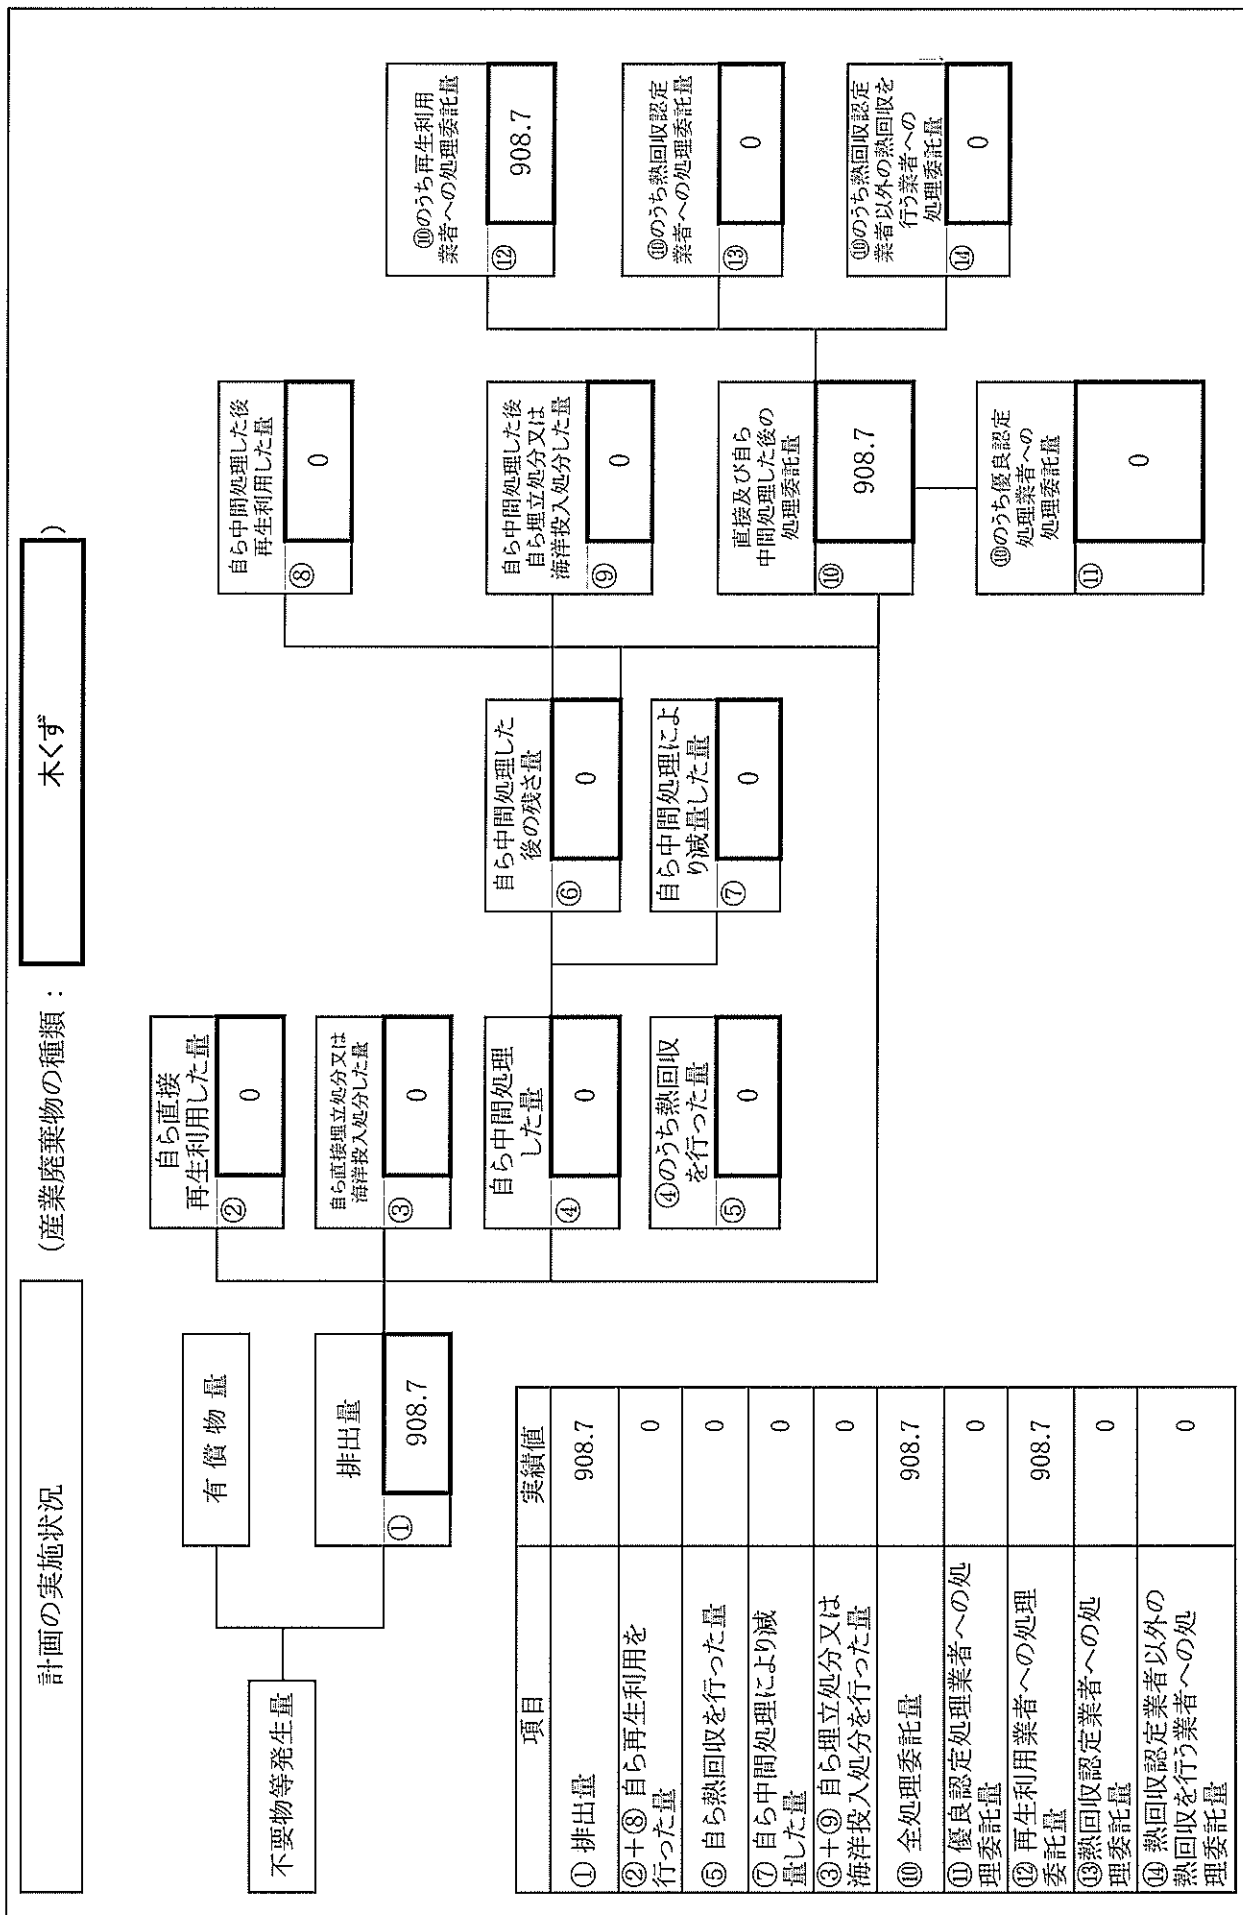 計画の実施状況
(産業廃棄物の種類：
木くず
)
不要物等発生量
有償物量
排出量
①
908.7
自ら直接
再生利用した量
②
0
自ら直接埋立処分又は
海洋投入処分した量
③
0
自ら中間処理
した量
④
0
④のうち熱回収
を行った量
⑤
0
自ら中間処理した
後の残さ量
⑥
0
自ら中間処理によ
り減量した量
⑦
0
自ら中間処理した後
再生利用した量
⑧
0
自ら中間処理した後
自ら埋立処分又は
海洋投入処分した量
⑨
0
直接及び自ら
中間処理した後の
処理委託量
⑩
908.7
⑩のうち優良認定
処理業者への
処理委託量
⑪
0
⑩のうち再生利用
業者への処理委託量
⑫
908.7
⑩のうち熱回収認定
業者への処理委託量
⑬
0
⑩のうち熱回収認定
業者以外の熱回収を
行う業者への
処理委託量
⑭
0
項目 実績値
① 排出量 908.7
②＋⑧ 自ら再生利用を
行った量 0
⑤ 自ら熱回収を行った量 0
⑦ 自ら中間処理により減
量した量 0
③＋⑨ 自ら埋立処分又は
海洋投入処分を行った量 0
⑩ 全処理委託量 908.7
⑪ 優良認定処理業者への処
理委託量 0
⑫ 再生利用業者への処理
委託量 908.7
⑬熱回収認定業者への処
理委託量 0
⑭ 熱回収認定業者以外の
熱回収を行う業者への処
理委託量 0